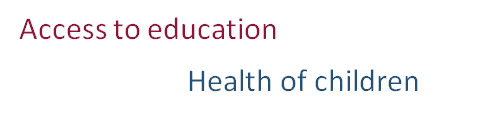 Access to education
Health of children